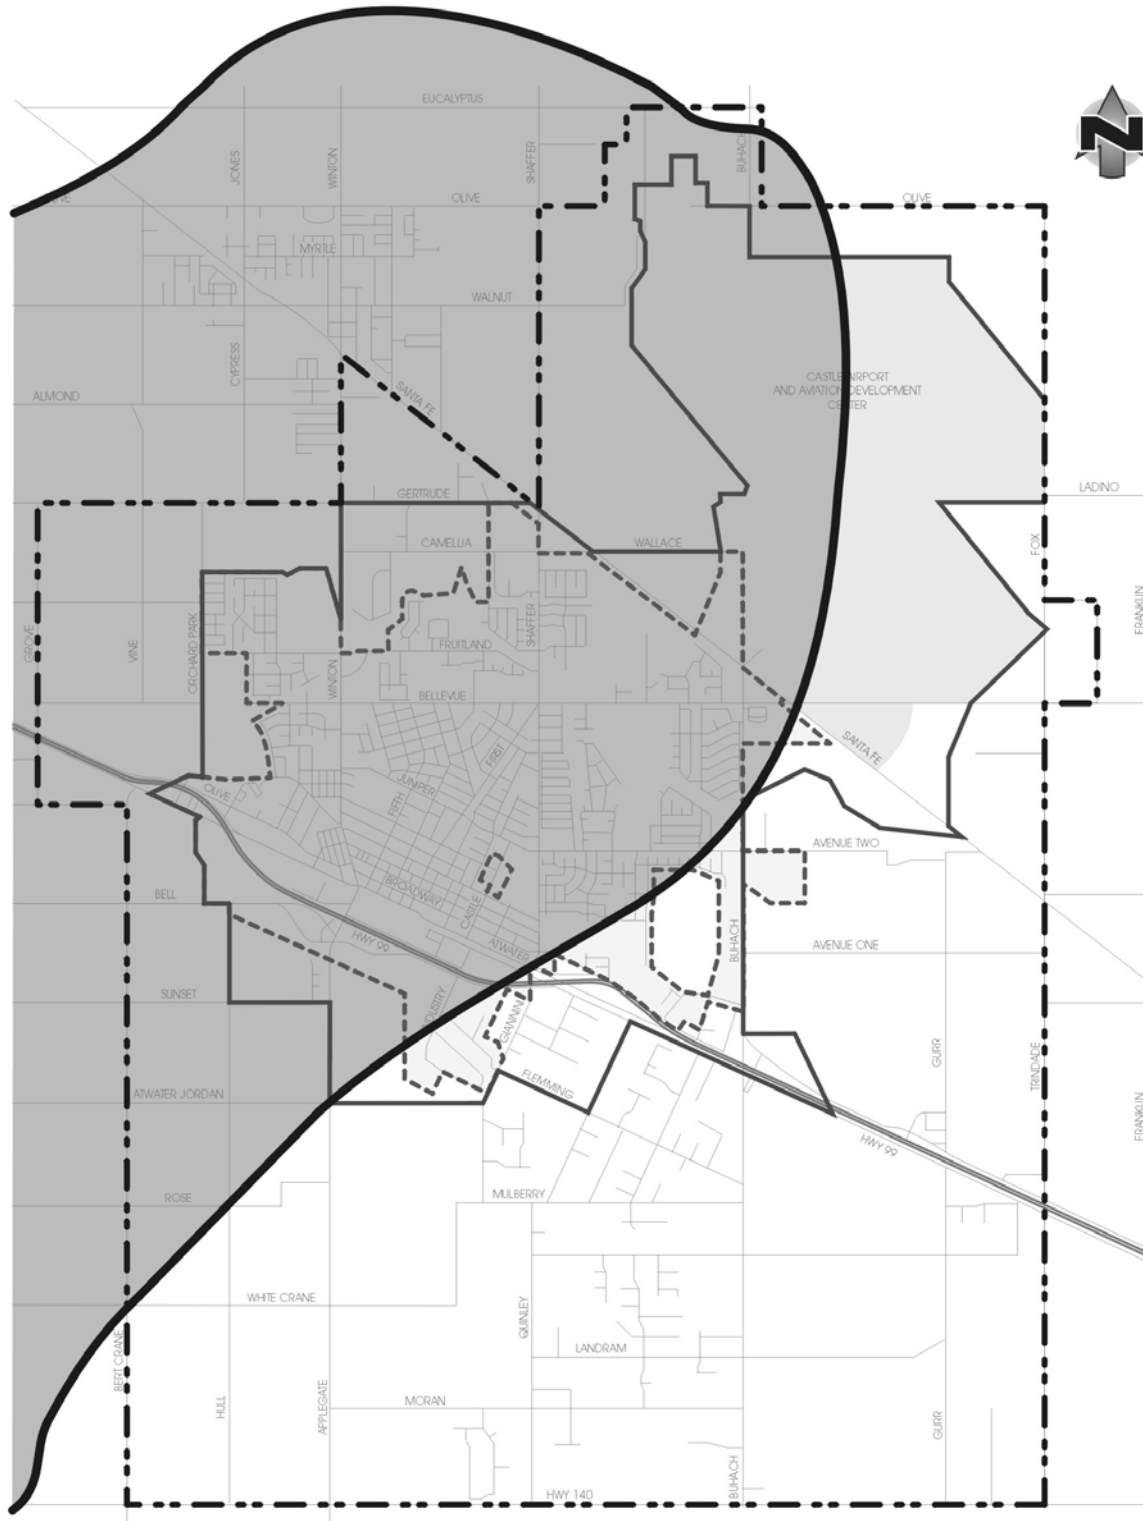 N
EUCALYPTUS
JONES
WINTON
SHAFFER
BUHACH
OLIVE
OLIVE
MYRTLE
WALNUT
CYPRESS
SANTA FE
CASTLE AIRPORT
AND AVIATION DEVELOPMENT
CENTER
ALMOND
GERTRUDE
LADINO
CAMELLIA
WALLACE
FOX
GROVE
VINE
ORCHARD PARK
WINTON
FRUITLAND
SHAFFER
FRANKLIN
BELLEVUE
FIRST
SANTA FE
OLIVE
JUNIPER
FIFTH
AVENUE TWO
BELL
BROADWAY
CASTLE
HWY 99
ATWATER
BUHACH
AVENUE ONE
SUNSET
GIANNINI
GURR
TRINDADE
ATWATER JORDAN
FLEMMING
FRANKLIN
HWY 99
ROSE
MULBERRY
WHITE CRANE
QUINLEY
LANDRAM
BERT CRANE
HULL
APPLEGATE
MORAN
GURR
BUHACH
HWY 140